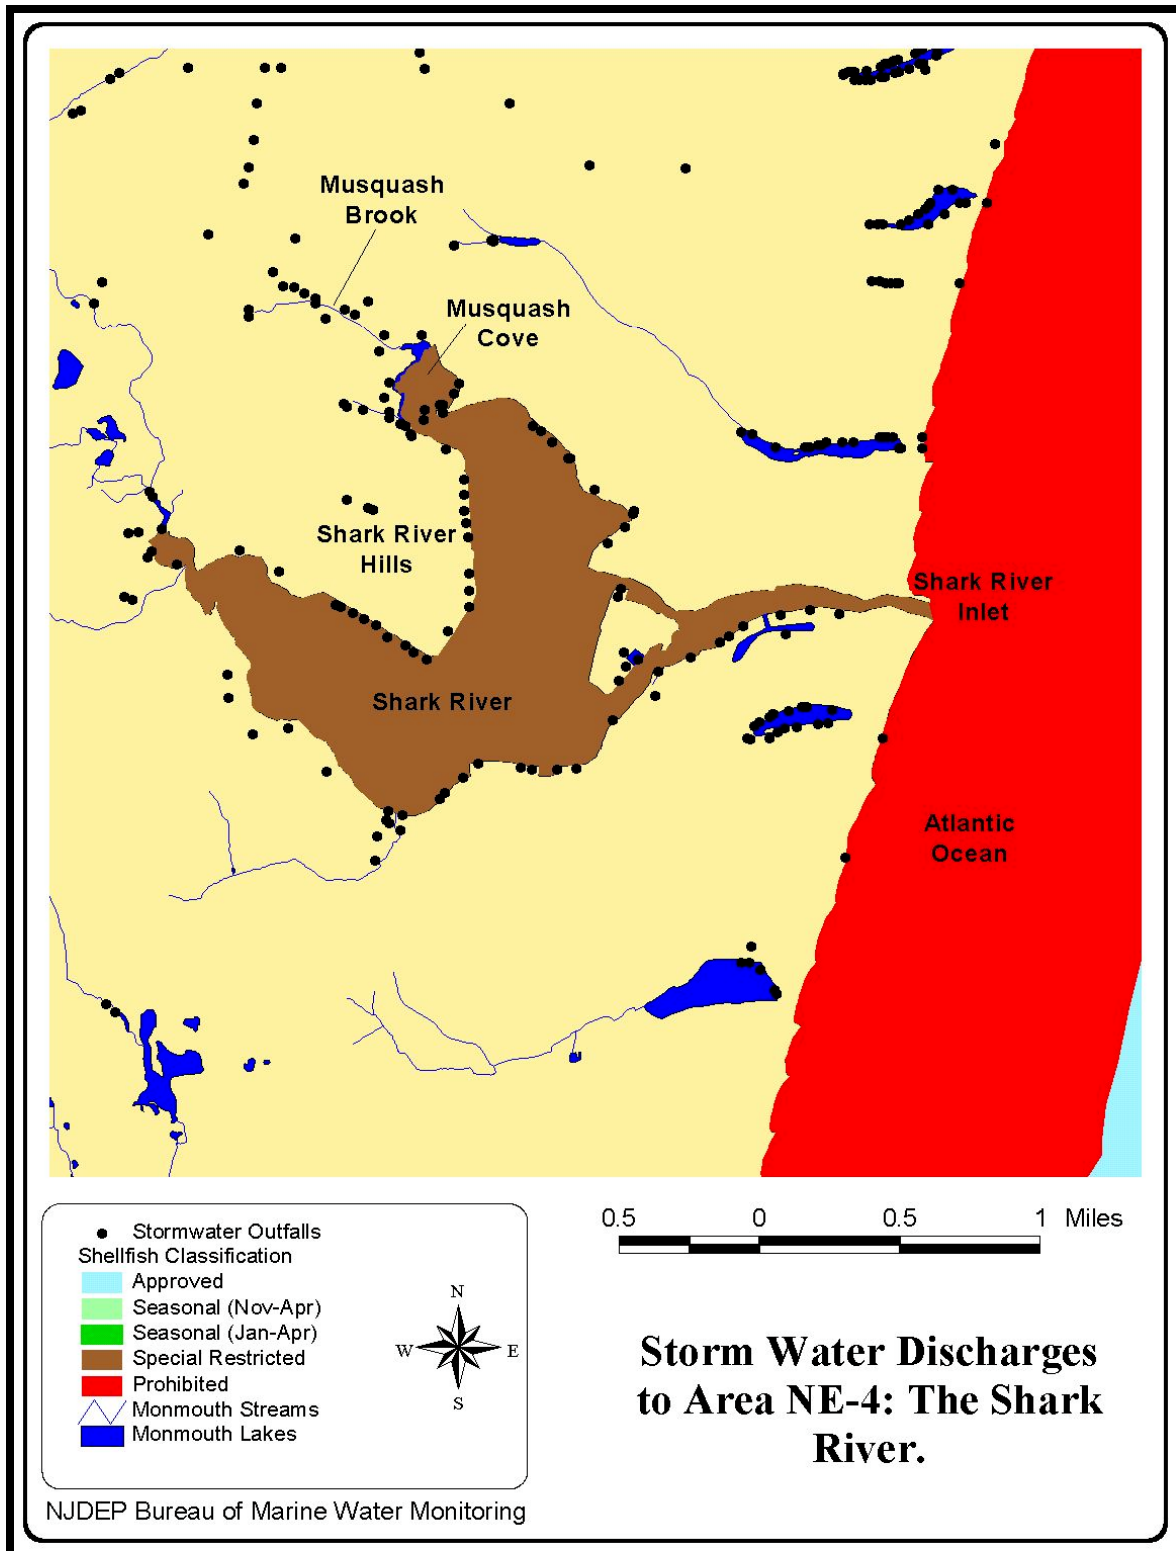 Musquash
Brook
Musquash
Cove
Shark River
Hills
Shark River
Inlet
Shark River
Atlantic
Ocean
Stormwater Outfalls
Shellfish Classification
Approved
Seasonal (Nov-Apr)
Seasonal (Jan-Apr)
Special Restricted
Prohibited
Monmouth Streams
Monmouth Lakes
N
W E
S
0.5 0 0.5 1 Miles
Storm Water Discharges
to Area NE-4: The Shark
River.
NJDEP Bureau of Marine Water Monitoring